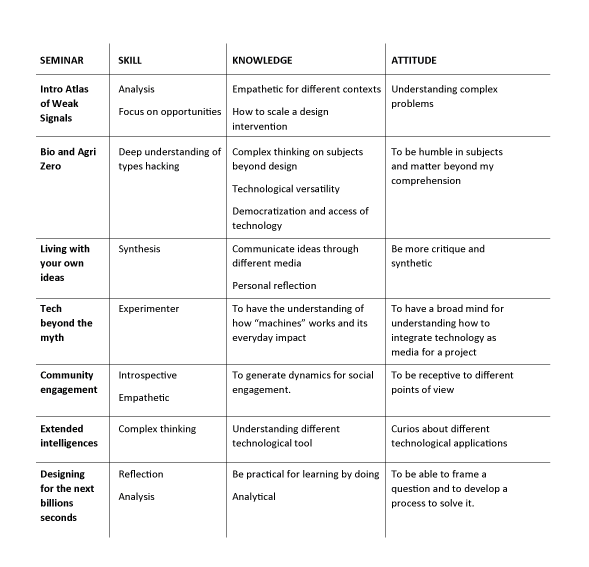 SEMINAR SKILL KNOWLEDGE ATTITUDE
Intro Atlas
of Weak
Signals
Analysis
Focus on opportunities
Empathetic for different contexts
How to scale a design
intervention
Understanding complex
problems
Bio and Agri
Zero
Deep understanding of
types hacking
Complex thinking on subjects
beyond design
Technological versatility
Democratization and access of
technology
To be humble in subjects
and matter beyond my
comprehension
Living with
your own
ideas
Synthesis
Communicate ideas through
different media
Personal reflection
Be more critique and
synthetic
Tech
beyond the
myth
Experimenter
To have the understanding of
how “machines” works and its
everyday impact
To have a broad mind for
understanding how to
integrate technology as
media for a project
Community
engagement
Introspective
Empathetic
To generate dynamics for social
engagement.
To be receptive to different
points of view
Extended
intelligences
Complex thinking
Understanding different
technological tool
Curios about different
technological applications
Designing
for the next
billions
seconds
Reflection
Analysis
Be practical for learning by doing
Analytical
To be able to frame a
question and to develop a
process to solve it.